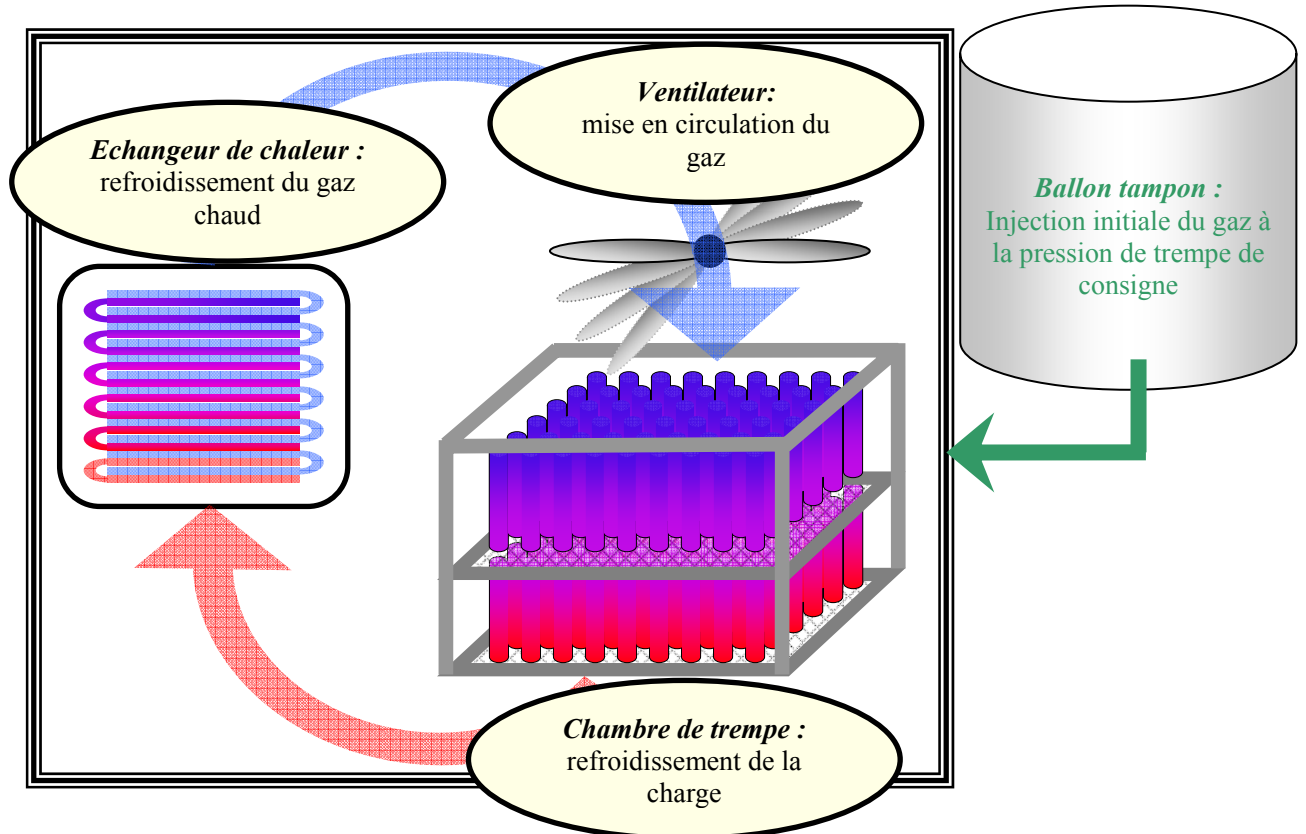 Ventilateur:
mise en circulation du
gaz
Echangeur de chaleur :
refroidissement du gaz
chaud
Ballon tampon :
Injection initiale du gaz à
la pression de trempe de
consigne
Chambre de trempe :
refroidissement de la
charge